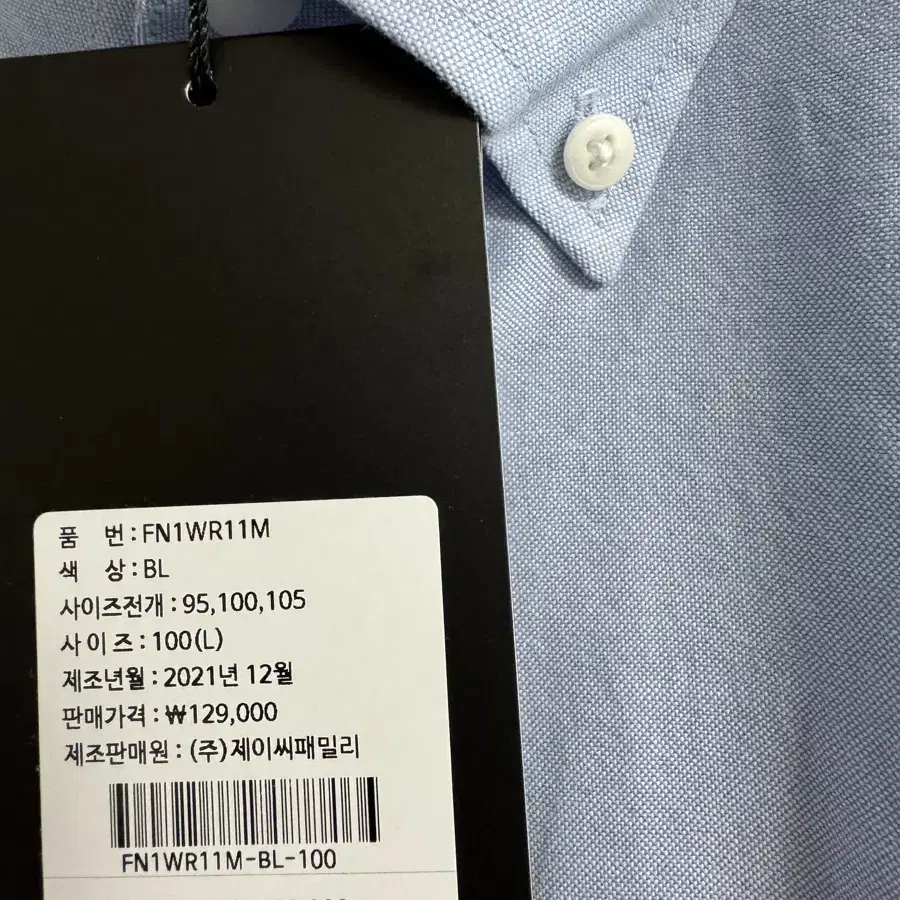 품 번 : FN1WR11M
색 상 : BL
사이즈전개 : 95,100,105
사 이 즈 : 100(L)
제조년월 : 2021년 12월
판매가격 : ₩129,000
제조판매원 : (주)제이씨패밀리
FN1WR11M-BL-100